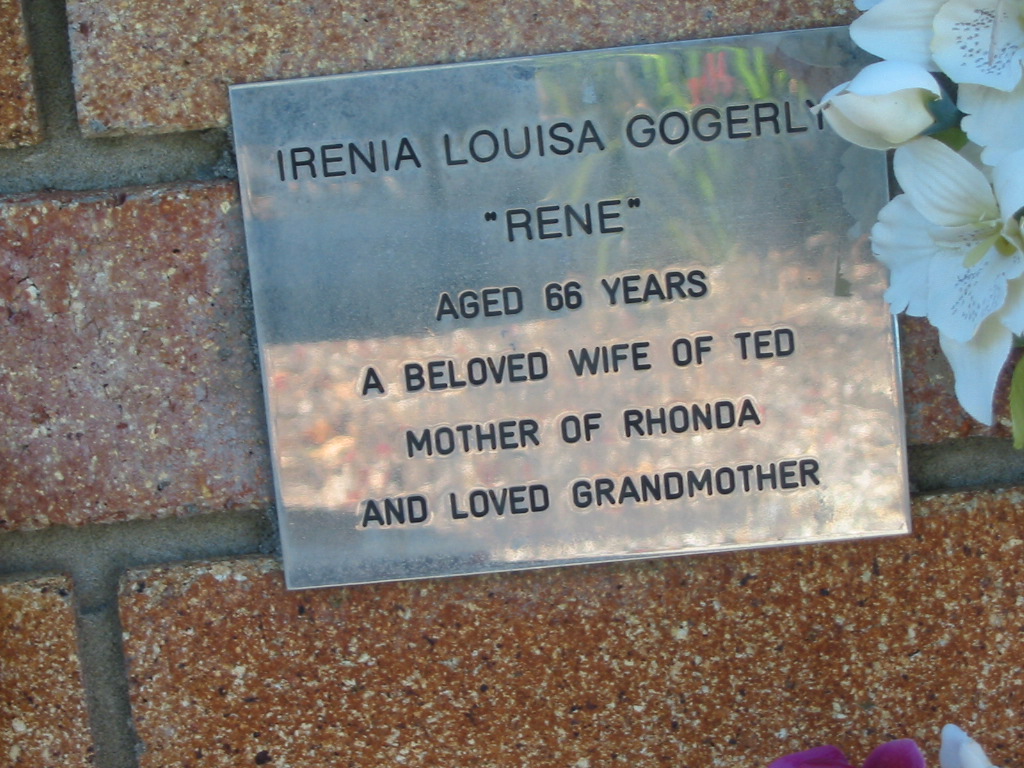 IRENIA LOUISA GOGERLY
"RENE"
AGED 66 YEARS
A BELOVED WIFE OF TED
MOTHER OF RHONDA
AND LOVED GRANDMOTHER